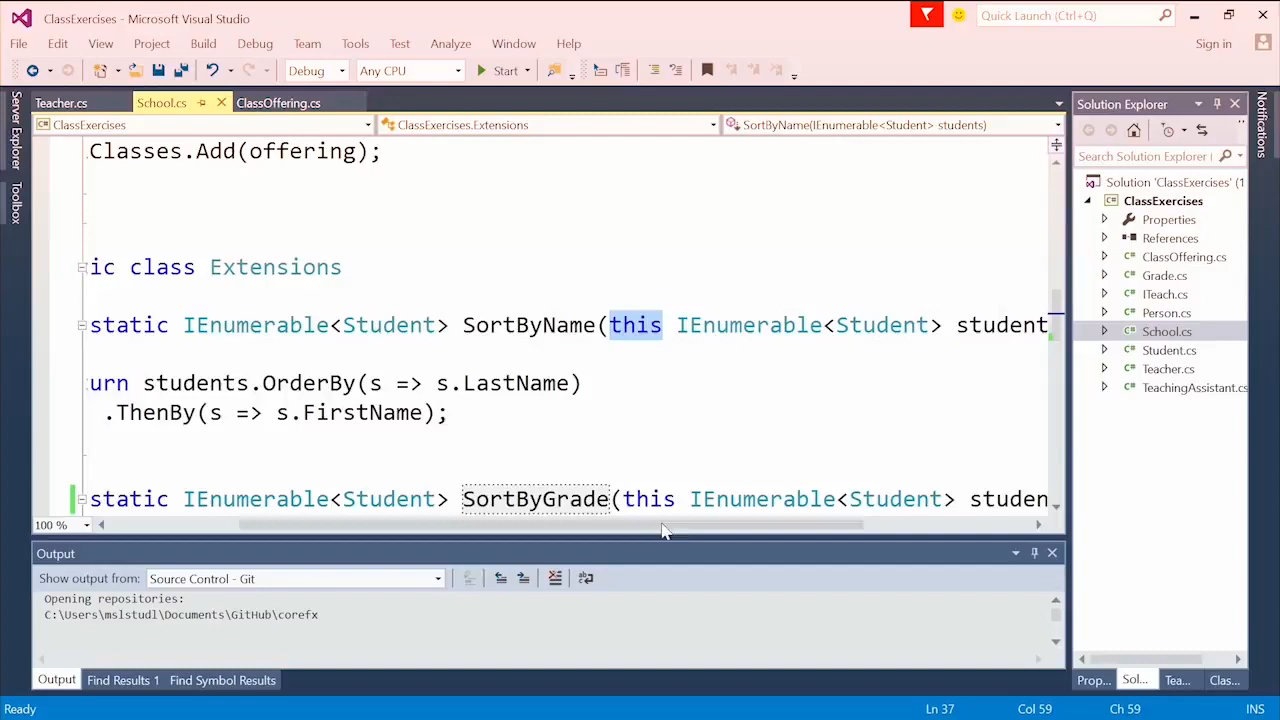 ClassExercises - Microsoft Visual Studio
Quick Launch (Ctrl+Q)
File Edit View Project Build Debug Team Tools Test Analyze Window Help
Sign in
Debug Any CPU Start
Server Explorer
Toolbox
Teacher.cs School.cs ClassOffering.cs
ClassExercises ClassExercises.Extensions SortByName(IEnumerable<Student> students)
Classes.Add(offering);
ic class Extensions
static IEnumerable<Student> SortByName(this IEnumerable<Student> student
urn students.OrderBy(s => s.LastName)
.ThenBy(s => s.FirstName);
static IEnumerable<Student> SortByGrade(this IEnumerable<Student> studen
100 %
Output
Show output from: Source Control - Git
Opening repositories:
C:\Users\mslstudl\Documents\GitHub\corefx
Output Find Results 1 Find Symbol Results
Solution Explorer
Search Solution Explorer (
Solution 'ClassExercises' (1
ClassExercises
Properties
References
ClassOffering.cs
Grade.cs
ITeach.cs
Person.cs
School.cs
Student.cs
Teacher.cs
TeachingAssistant.cs
Prop... Sol... Tea... Clas...
Notifications
Ready Ln 37 Col 59 Ch 59 INS